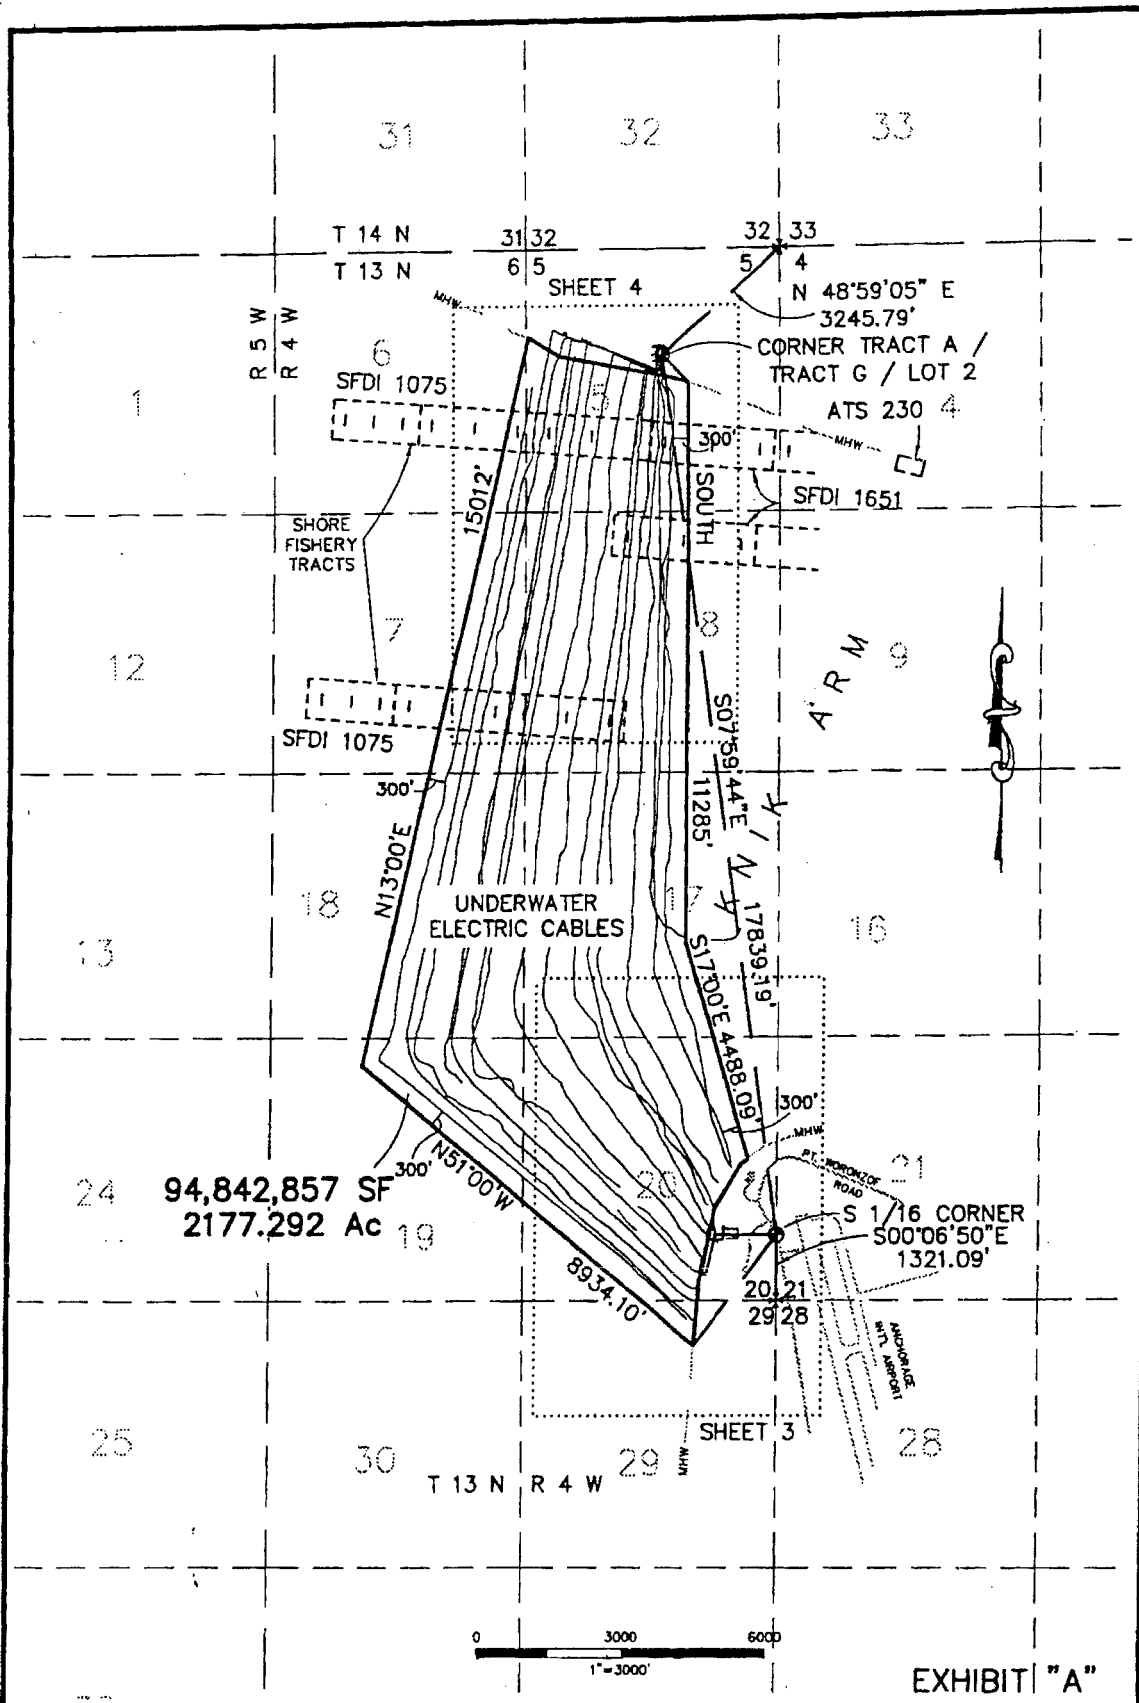 31
32
33
T 14 N
31 32
32 33
T 13 N
6 5
5 4
SHEET 4
MHW
N 48°59'05" E
3245.79'
R 5 W
R 4 W
6
CORNER TRACT A /
TRACT G / LOT 2
SFDI 1075
1
5
ATS 230
4
300'
MHW
15012'
SOUTH
SFDI 1651
SHORE
FISHERY
TRACTS
7
8
9
12
A R M
SFDI 1075
S07°59'44"E
300'
11285'
K N I K
N13°00'E
18
UNDERWATER
ELECTRIC CABLES
17
16
13
17839.19'
S17°00'E 4488.09'
300'
MHW
PT. WORONZOF
ROAD
N51°00'W
300'
94,842,857 SF
2177.292 Ac
24
19
20
21
S 1/16 CORNER
S00°06'50"E
1321.09'
8934.10'
20 21
29 28
ANCHORAGE
INT'L AIRPORT
SHEET 3
25
30
29
28
MHW
T 13 N R 4 W
0 3000 6000
1"=3000'
EXHIBIT "A"